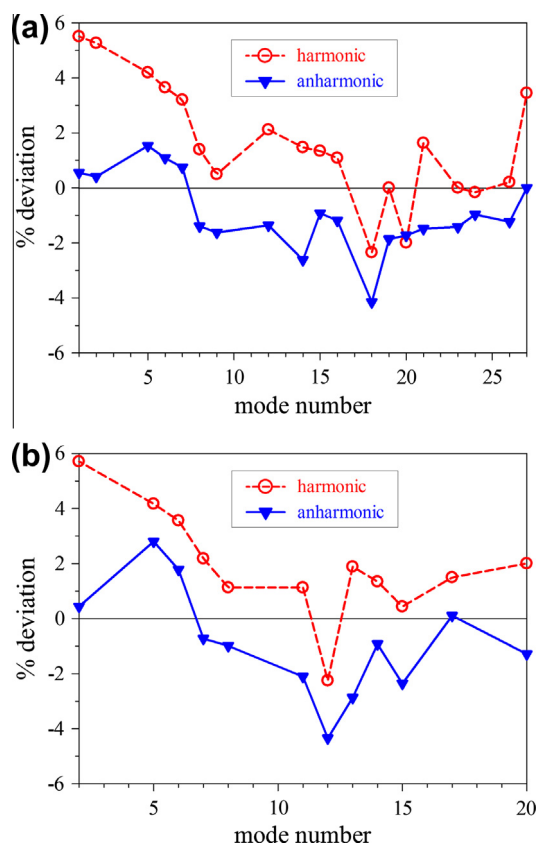 (a)
6
4
2
0
-2
-4
-6
% deviation
harmonic
anharmonic
5 10 15 20 25
mode number
(b)
6
4
2
0
-2
-4
-6
% deviation
harmonic
anharmonic
5 10 15 20
mode number